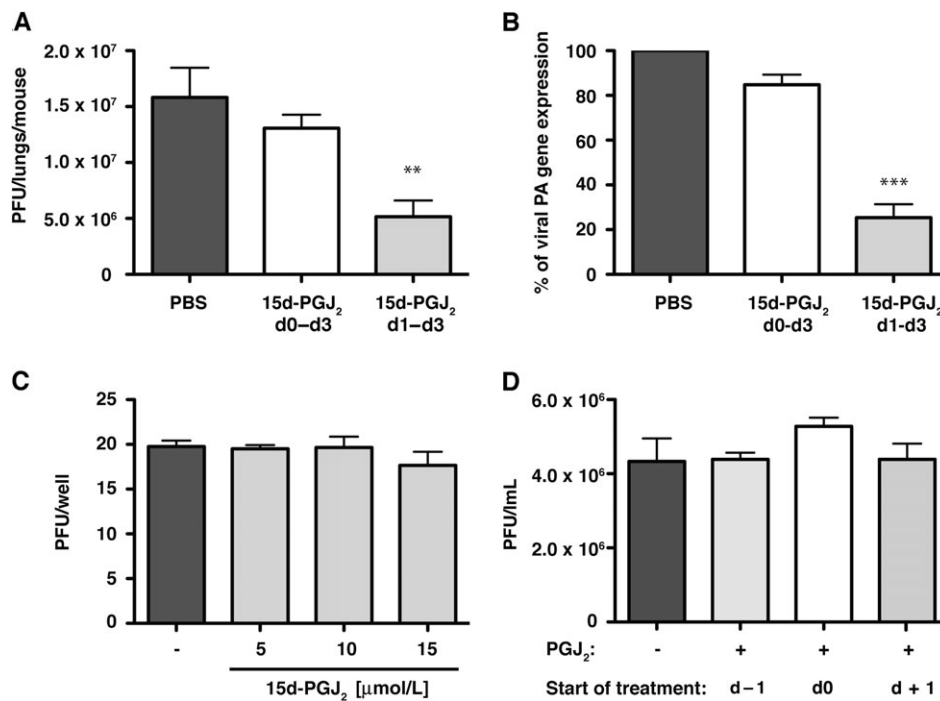 A
PFU/lungs/mouse
2.0 x 10⁷
1.5 x 10⁷
1.0 x 10⁷
5.0 x 10⁶
0
**
PBS
15d-PGJ₂
d0–d3
15d-PGJ₂
d1–d3
B
% of viral PA gene expression
100
80
60
40
20
0
***
PBS
15d-PGJ₂
d0-d3
15d-PGJ₂
d1-d3
C
PFU/well
25
20
15
10
5
0
- 5 10 15
15d-PGJ₂ [μmol/L]
D
PFU/lmL
6.0 x 10⁶
4.0 x 10⁶
2.0 x 10⁶
0
PGJ₂: - + + +
Start of treatment: d–1 d0 d + 1